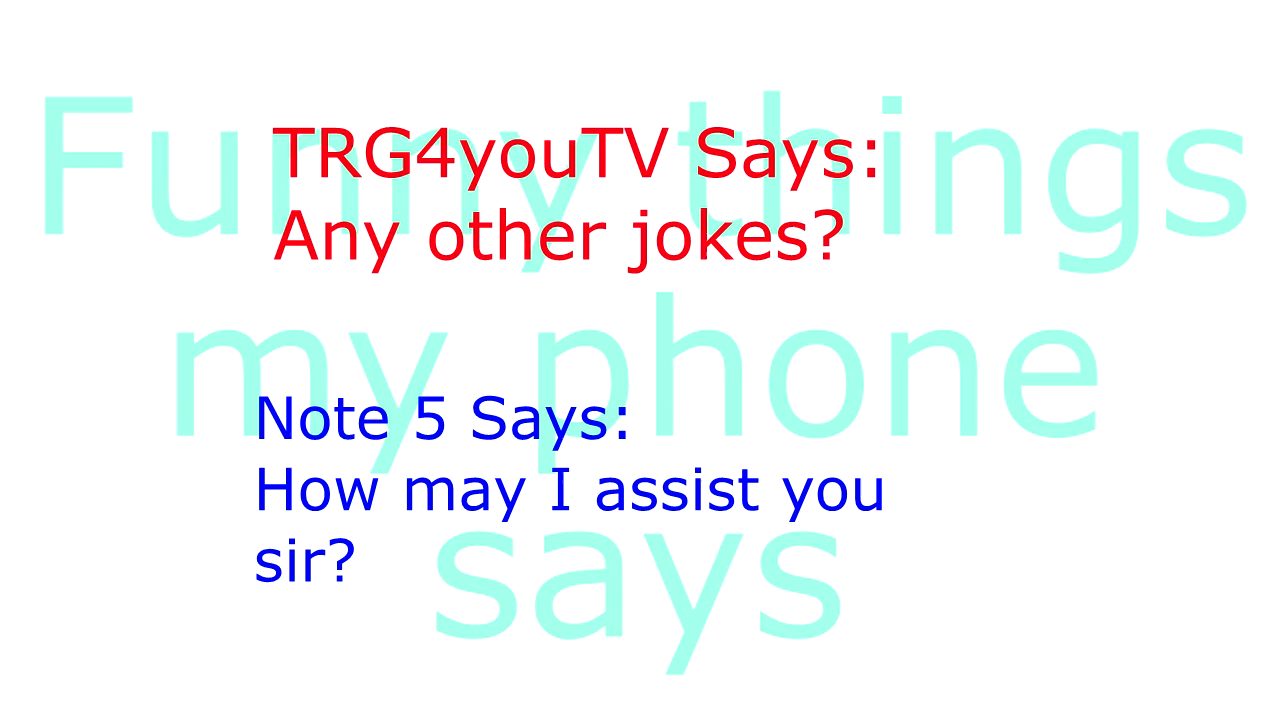 Funny things
my phone
says
TRG4youTV Says:
Any other jokes?
Note 5 Says:
How may I assist you
sir?